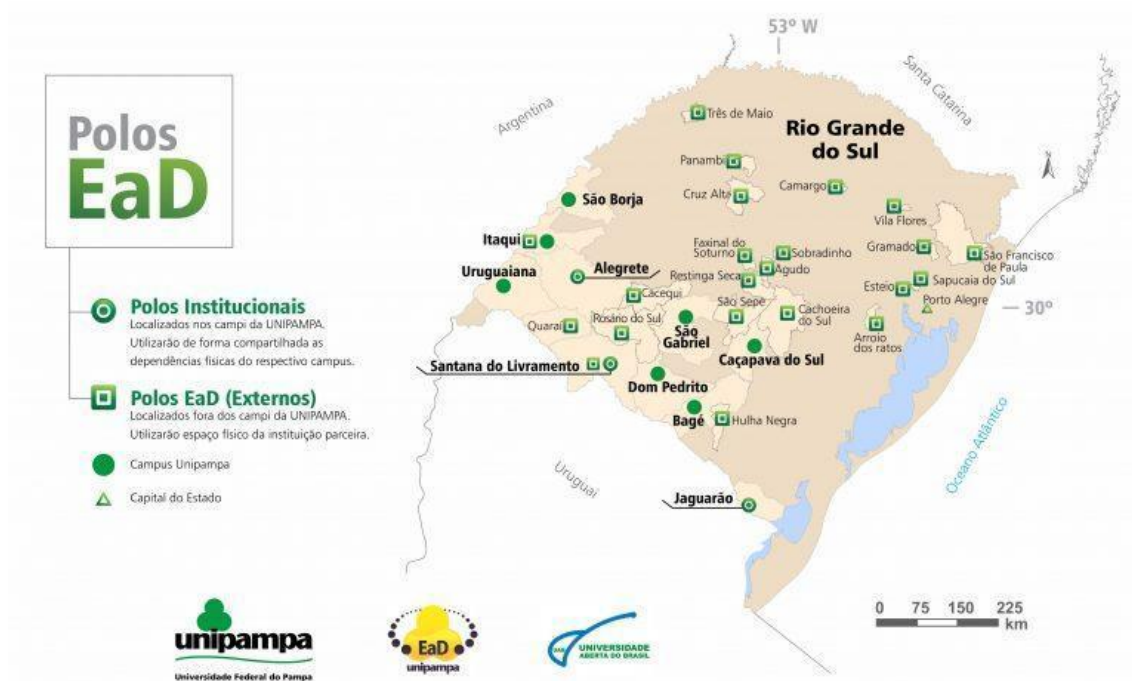 Polos
EaD
Polos Institucionais
Localizados nos campi da UNIPAMPA.
Utilizarão de forma compartilhada as
dependências físicas do respectivo campus.
Polos EaD (Externos)
Localizados fora dos campi da UNIPAMPA.
Utilizarão espaço físico da instituição parceira.
Campus Unipampa
Capital do Estado
53º W
Santa Catarina
Argentina
Três de Maio
Rio Grande
do Sul
N
Panambi
Camargo
Cruz Alta
São Borja
Vila Flores
Itaqui
Faxinal do
Soturno
Sobradinho
Gramado
São Francisco
de Paula
Uruguaiana
Alegrete
Restinga Seca
Agudo
Sapucaia do Sul
Esteio
Cacequi
São Sepé
Porto Alegre
30º
Quaraí
Rosário do Sul
São
Gabriel
Cachoeira
do Sul
Arroio
dos ratos
Caçapava do Sul
Santana do Livramento
Dom Pedrito
Bagé
Hulha Negra
Oceano Atlântico
Uruguai
Jaguarão
0 75 150 225
km
unipampa
Universidade Federal do Pampa
EaD
unipampa
UAB
UNIVERSIDADE
ABERTA DO BRASIL